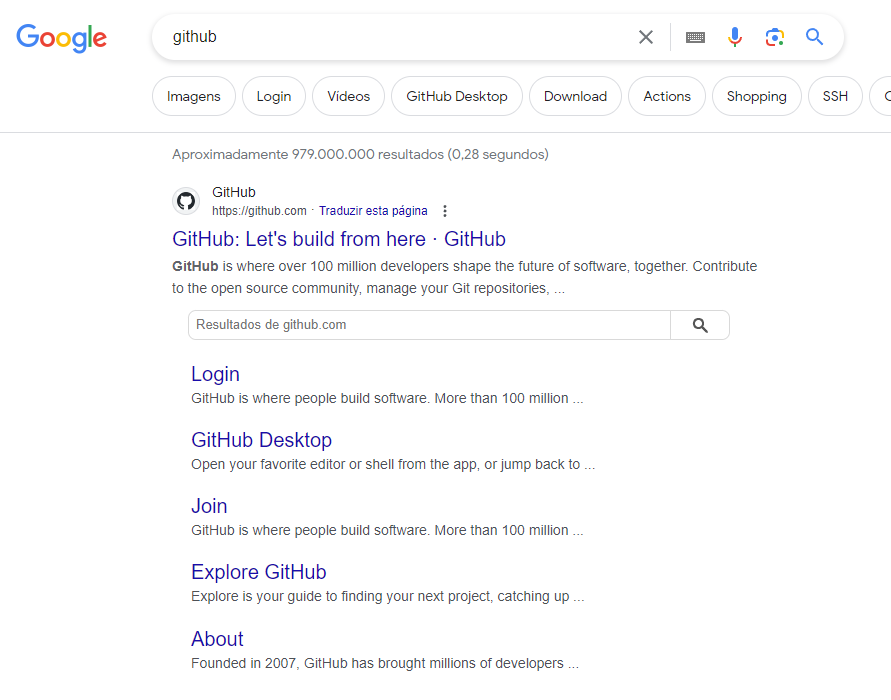 Google
github
Imagens Login Vídeos GitHub Desktop Download Actions Shopping SSH
Aproximadamente 979.000.000 resultados (0,28 segundos)
GitHub
https://github.com · Traduzir esta página
GitHub: Let's build from here · GitHub
GitHub is where over 100 million developers shape the future of software, together. Contribute
to the open source community, manage your Git repositories, ...
Resultados de github.com
Login
GitHub is where people build software. More than 100 million ...
GitHub Desktop
Open your favorite editor or shell from the app, or jump back to ...
Join
GitHub is where people build software. More than 100 million ...
Explore GitHub
Explore is your guide to finding your next project, catching up ...
About
Founded in 2007, GitHub has brought millions of developers ...